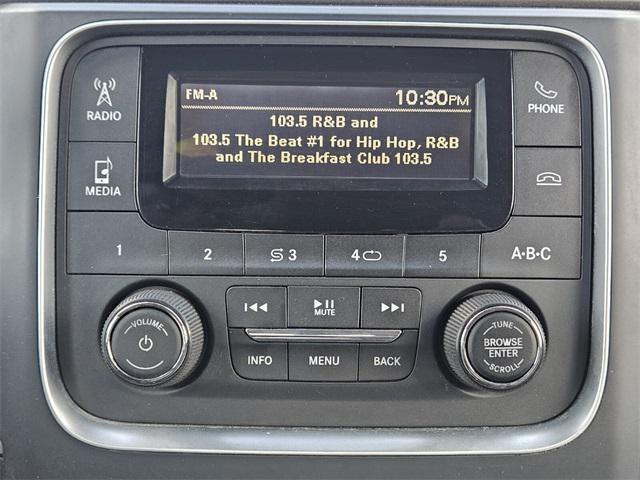 FM-A 10:30PM
103.5 R&B and
103.5 The Beat #1 for Hip Hop, R&B
and The Breakfast Club 103.5
RADIO
PHONE
MEDIA
1 2 3 4 5 A·B·C
MUTE
VOLUME
INFO MENU BACK
TUNE
BROWSE
ENTER
SCROLL